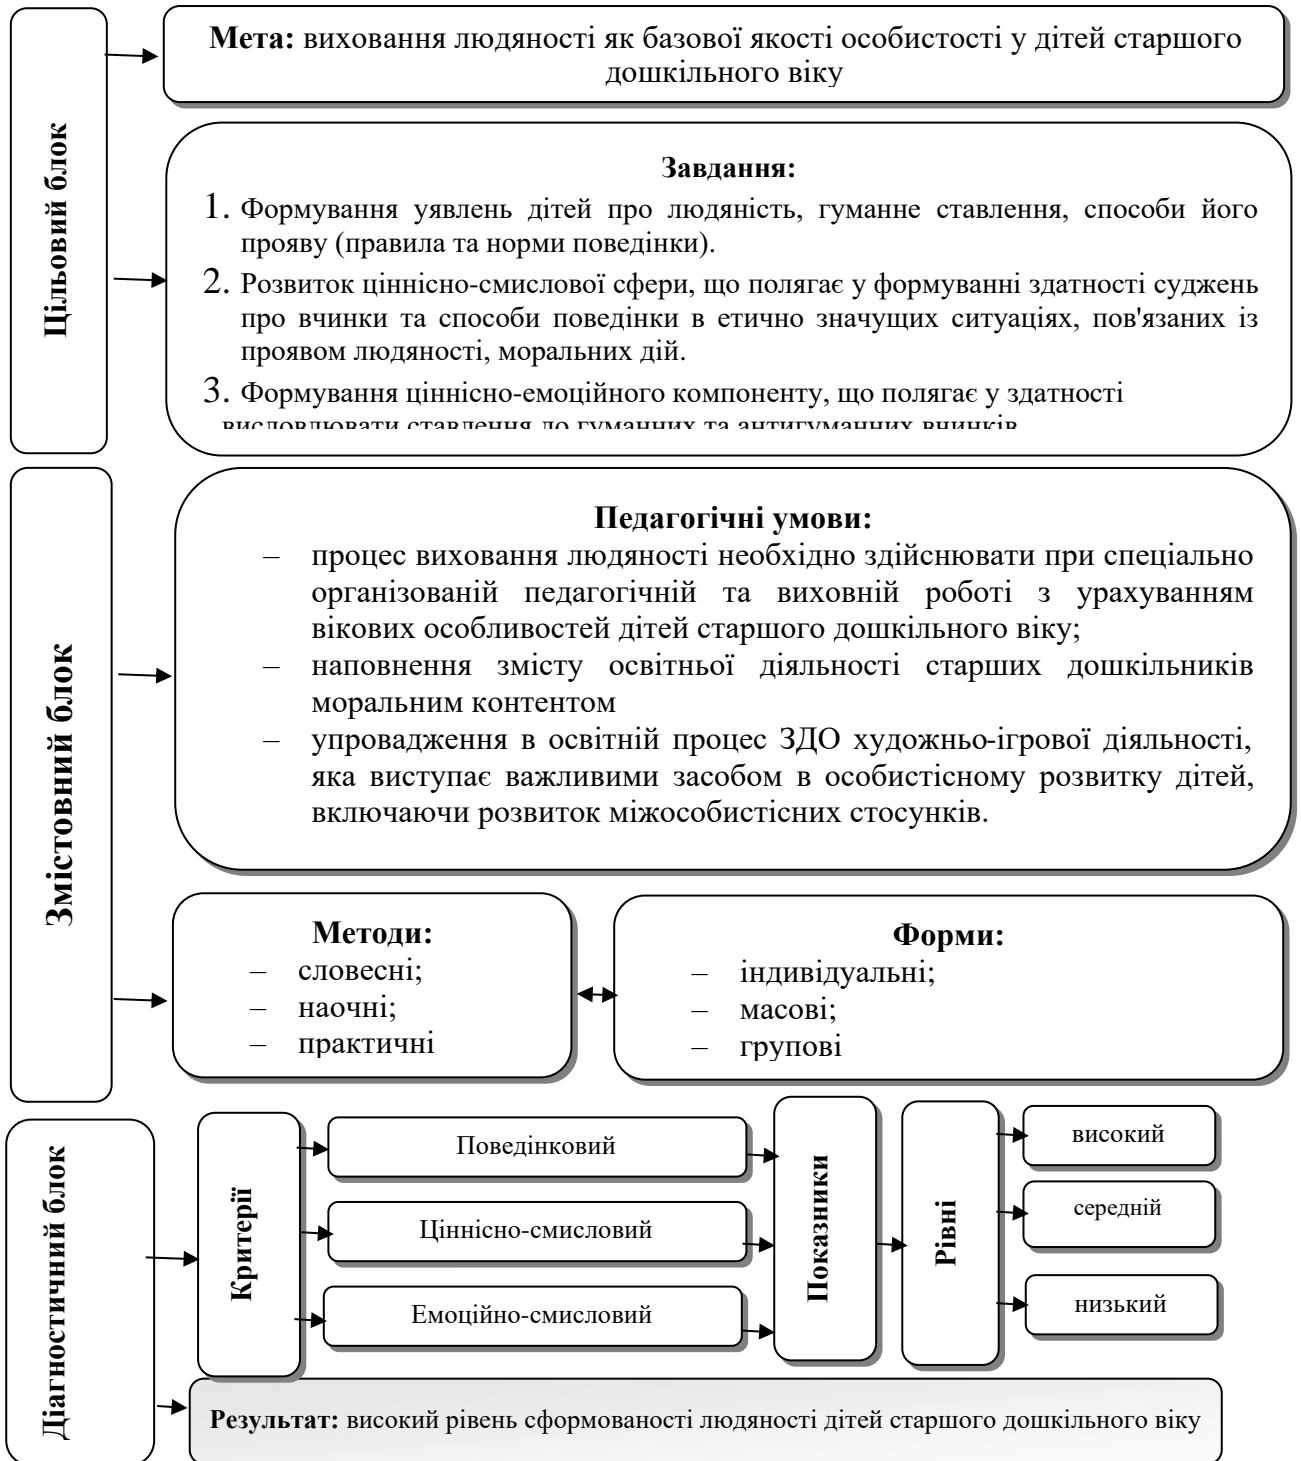 Цільовий блок
Мета: виховання людяності як базової якості особистості у дітей старшого
дошкільного віку
Завдання:
1. Формування уявлень дітей про людяність, гуманне ставлення, способи його
прояву (правила та норми поведінки).
2. Розвиток ціннісно-смислової сфери, що полягає у формуванні здатності суджень
про вчинки та способи поведінки в етично значущих ситуаціях, пов'язаних із
проявом людяності, моральних дій.
3. Формування ціннісно-емоційного компоненту, що полягає у здатності
висловлювати ставлення до гуманних та антигуманних вчинків
Змістовний блок
Педагогічні умови:
– процес виховання людяності необхідно здійснювати при спеціально
організованій педагогічній та виховній роботі з урахуванням
вікових особливостей дітей старшого дошкільного віку;
– наповнення змісту освітньої діяльності старших дошкільників
моральним контентом
– упровадження в освітній процес ЗДО художньо-ігрової діяльності,
яка виступає важливими засобом в особистісному розвитку дітей,
включаючи розвиток міжособистісних стосунків.
Методи:
– словесні;
– наочні;
– практичні
Форми:
– індивідуальні;
– масові;
– групові
Діагностичний блок
Критерії
Поведінковий
Ціннісно-смисловий
Емоційно-смисловий
Показники
Рівні
високий
середній
низький
Результат: високий рівень сформованості людяності дітей старшого дошкільного віку